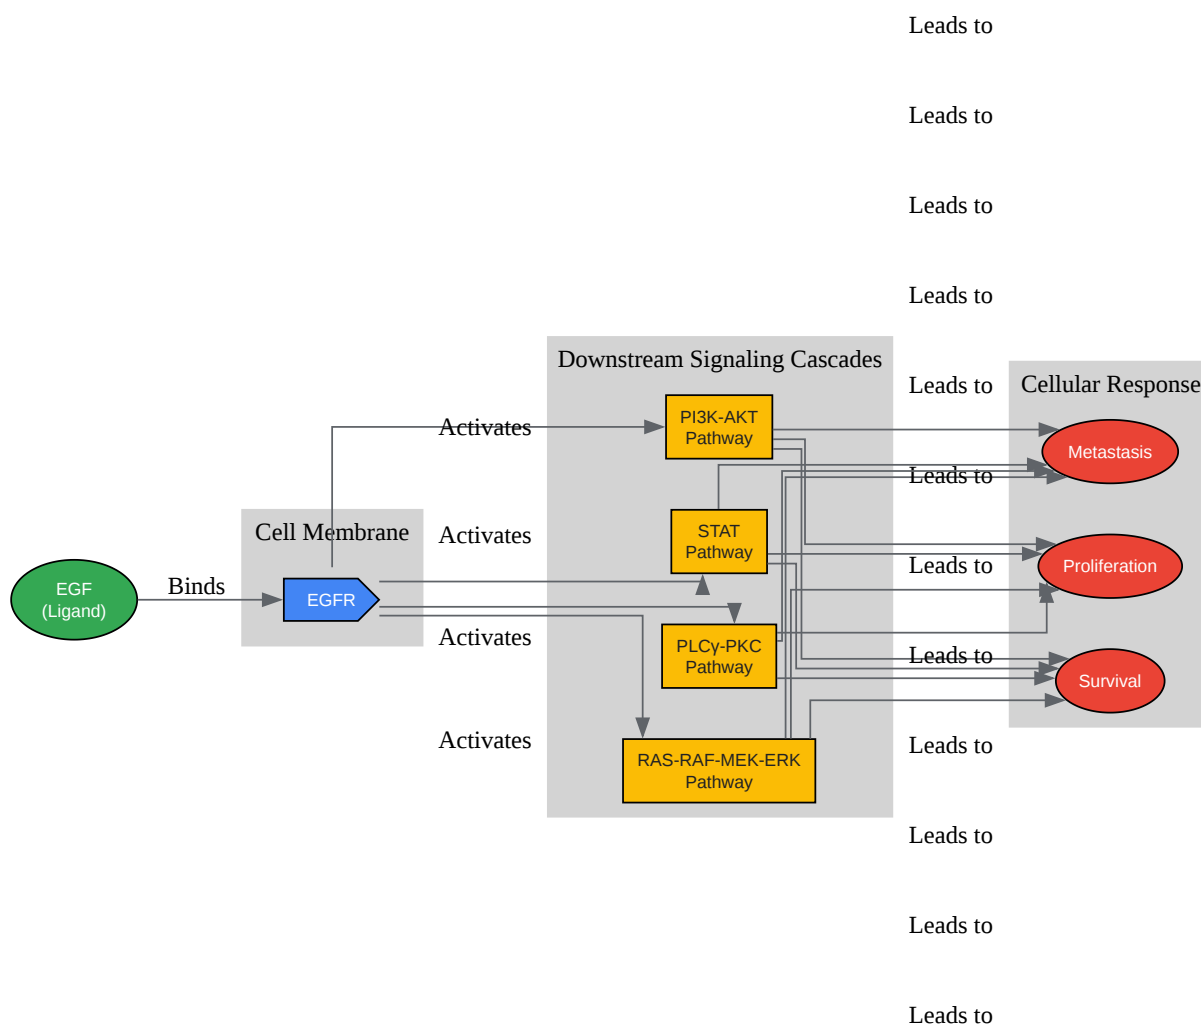 Leads to
Leads to
Leads to
Leads to
Downstream Signaling Cascades
Leads to
Cellular Response
PI3K-AKT
Pathway
Activates
Metastasis
Leads to
Cell Membrane
STAT
Pathway
Activates
Leads to
Proliferation
EGF
(Ligand)
Binds
EGFR
Activates
PLCγ-PKC
Pathway
Leads to
Survival
Activates
RAS-RAF-MEK-ERK
Pathway
Leads to
Leads to
Leads to
Leads to